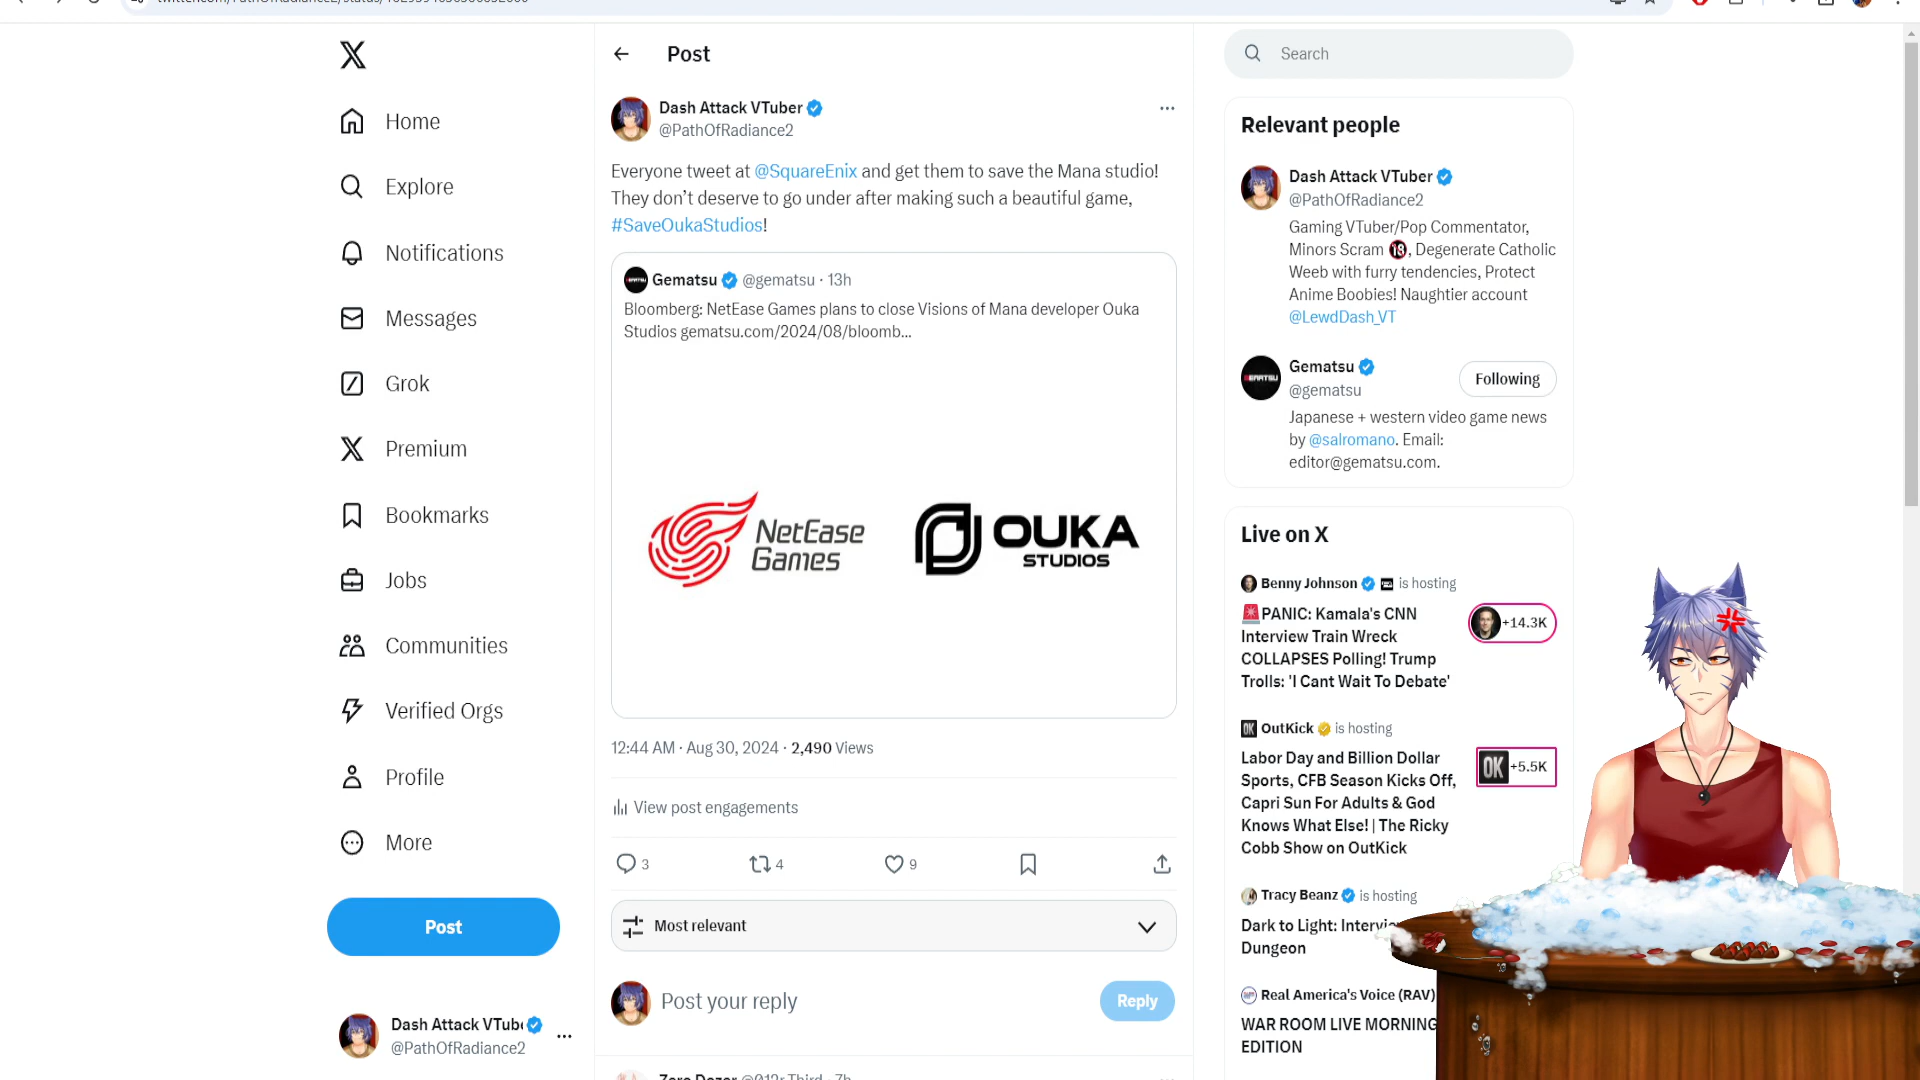 Post
Search
Home
Explore
Notifications
Messages
Grok
Premium
Bookmarks
Jobs
Communities
Verified Orgs
Profile
More
Post
Dash Attack VTub
@PathOfRadiance2
Dash Attack VTuber
@PathOfRadiance2
Everyone tweet at @SquareEnix and get them to save the Mana studio!
They don’t deserve to go under after making such a beautiful game,
#SaveOukaStudios!
Gematsu @gematsu · 13h
Bloomberg: NetEase Games plans to close Visions of Mana developer Ouka
Studios gematsu.com/2024/08/bloomb...
NetEase
Games
OUKA
STUDIOS
12:44 AM · Aug 30, 2024 · 2,490 Views
View post engagements
3
4
9
Most relevant
Post your reply
Reply
Relevant people
Dash Attack VTuber
@PathOfRadiance2
Gaming VTuber/Pop Commentator,
Minors Scram 🔞, Degenerate Catholic
Weeb with furry tendencies, Protect
Anime Boobies! Naughtier account
@LewdDash_VT
Gematsu
@gematsu
Following
Japanese + western video game news
by @salromano. Email:
editor@gematsu.com.
Live on X
Benny Johnson is hosting
🚨PANIC: Kamala's CNN
Interview Train Wreck
COLLAPSES Polling! Trump
Trolls: 'I Cant Wait To Debate'
+14.3K
OutKick is hosting
Labor Day and Billion Dollar
Sports, CFB Season Kicks Off,
Capri Sun For Adults & God
Knows What Else! | The Ricky
Cobb Show on OutKick
OK +5.5K
Tracy Beanz is hosting
Dark to Light: Intervie
Dungeon
Real America's Voice (RAV)
WAR ROOM LIVE MORNING
EDITION